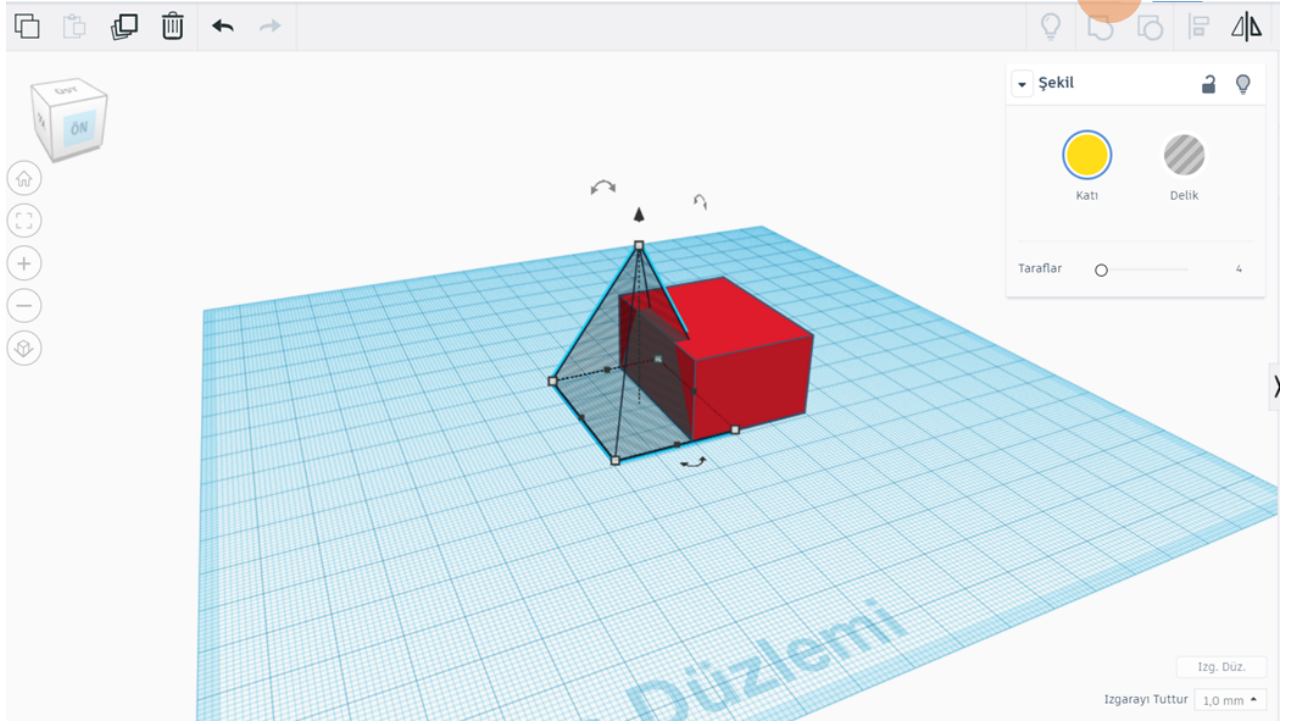 ÜST
ÖN
Şekil
Katı
Delik
Taraflar
4
Düzlemi
Izg. Düz.
Izgarayı Tuttur
1,0 mm